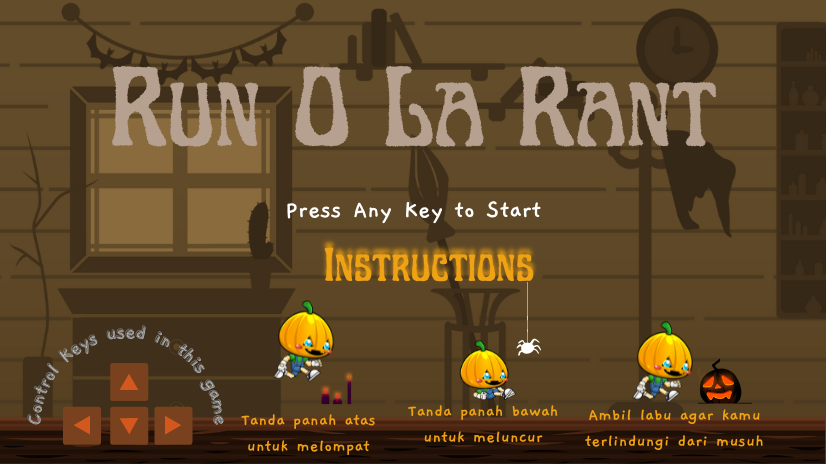 Run O La Rant
Press Any Key to Start
Instructions
Control Keys used in this game
Tanda panah atas
untuk melompat
Tanda panah bawah
untuk meluncur
Ambil labu agar kamu
terlindungi dari musuh